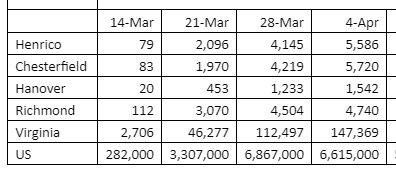 14-Mar 21-Mar 28-Mar 4-Apr
Henrico 79 2,096 4,145 5,586
Chesterfield 83 1,970 4,219 5,720
Hanover 20 453 1,233 1,542
Richmond 112 3,070 4,504 4,740
Virginia 2,706 46,277 112,497 147,369
US 282,000 3,307,000 6,867,000 6,615,000